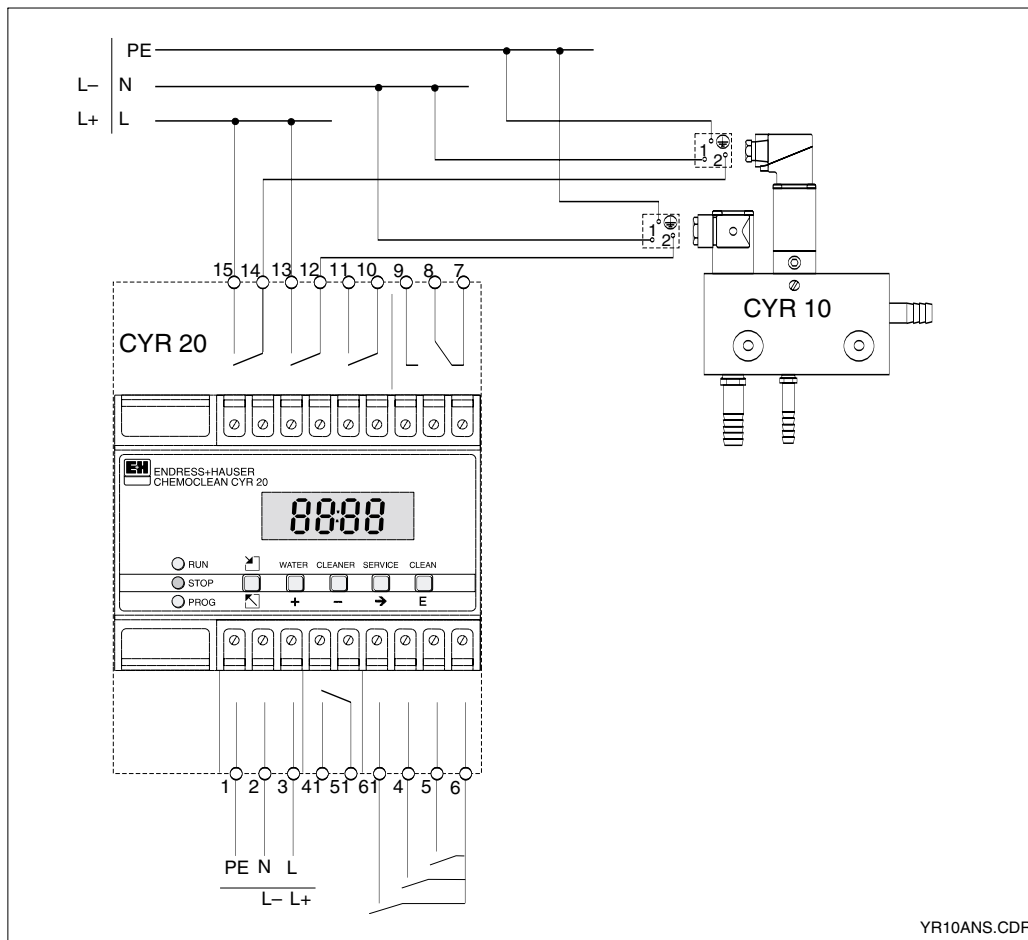 PE
L– N
L+ L
1 2
1 2
15 14 13 12 11 10 9 8 7
CYR 20
CYR 10
E+H ENDRESS+HAUSER
CHEMOCLEAN CYR 20
88:88
RUN WATER CLEANER SERVICE CLEAN
STOP
PROG + – → E
1 2 3 41 51 61 4 5 6
PE N L
L– L+
YR10ANS.CDR